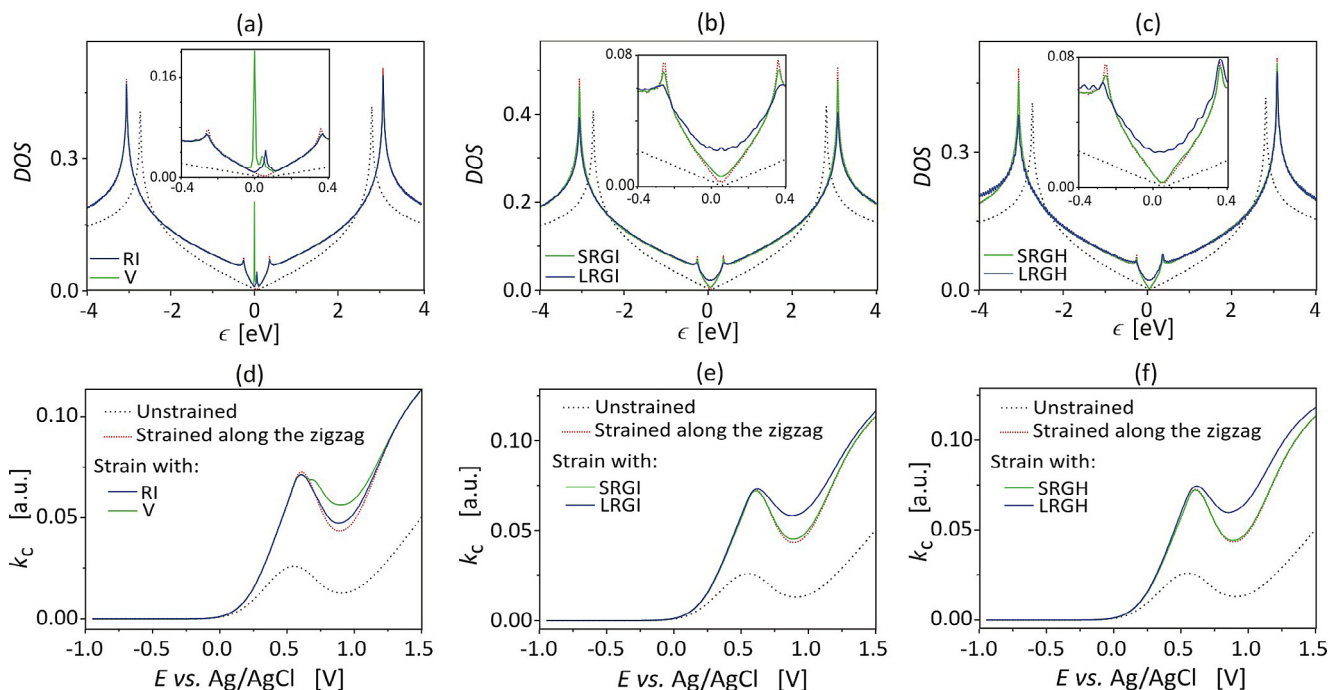 (a)
(b)
(c)
0.16
0.00
-0.4
0.0
0.4
0.08
0.00
-0.4
0.0
0.4
0.08
0.00
-0.4
0.0
0.4
DOS
0.3
0.0
RI
V
-4
-2
0
2
4
ϵ [eV]
DOS
0.4
0.2
0.0
SRGI
LRGI
-4
-2
0
2
4
ϵ [eV]
DOS
0.3
0.0
SRGH
LRGH
-4
-2
0
2
4
ϵ [eV]
(d)
(e)
(f)
kc [a.u.]
0.10
0.05
0.00
Unstrained
Strained along the zigzag
Strain with:
RI
V
-1.0
-0.5
0.0
0.5
1.0
1.5
E vs. Ag/AgCl [V]
kc [a.u.]
0.10
0.05
0.00
Unstrained
Strained along the zigzag
Strain with:
SRGI
LRGI
-1.0
-0.5
0.0
0.5
1.0
1.5
E vs. Ag/AgCl [V]
kc [a.u.]
0.10
0.05
0.00
Unstrained
Strained along the zigzag
Strain with:
SRGH
LRGH
-1.0
-0.5
0.0
0.5
1.0
1.5
E vs. Ag/AgCl [V]